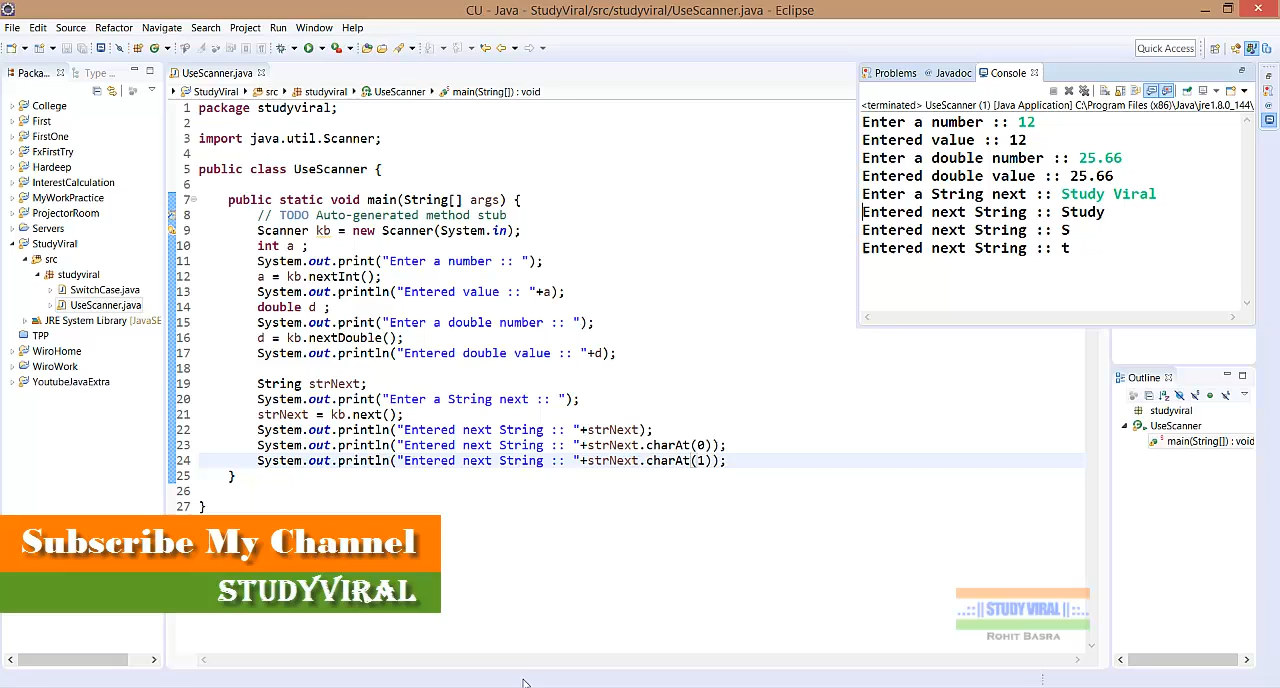 CU - Java - StudyViral/src/studyviral/UseScanner.java - Eclipse
File Edit Source Refactor Navigate Search Project Run Window Help
Quick Access
Packa...
Type ...
College
First
FirstOne
FxFirstTry
Hardeep
InterestCalculation
MyWorkPractice
ProjectorRoom
Servers
StudyViral
src
studyviral
SwitchCase.java
UseScanner.java
JRE System Library [JavaSE
TPP
WiroHome
WiroWork
YoutubeJavaExtra
UseScanner.java
StudyViral src studyviral UseScanner main(String[]) : void
1 package studyviral;
2
3 import java.util.Scanner;
4
5 public class UseScanner {
6
7 public static void main(String[] args) {
8 // TODO Auto-generated method stub
9 Scanner kb = new Scanner(System.in);
10 int a ;
11 System.out.print("Enter a number :: ");
12 a = kb.nextInt();
13 System.out.println("Entered value :: "+a);
14 double d ;
15 System.out.print("Enter a double number :: ");
16 d = kb.nextDouble();
17 System.out.println("Entered double value :: "+d);
18
19 String strNext;
20 System.out.print("Enter a String next :: ");
21 strNext = kb.next();
22 System.out.println("Entered next String :: "+strNext);
23 System.out.println("Entered next String :: "+strNext.charAt(0));
24 System.out.println("Entered next String :: "+strNext.charAt(1));
25 }
26
27 }
Problems @ Javadoc Console
<terminated> UseScanner (1) [Java Application] C:\Program Files (x86)\Java\jre1.8.0_144\
Enter a number :: 12
Entered value :: 12
Enter a double number :: 25.66
Entered double value :: 25.66
Enter a String next :: Study Viral
Entered next String :: Study
Entered next String :: S
Entered next String :: t
Outline
studyviral
UseScanner
main(String[]) : void
Subscribe My Channel
STUDYVIRAL
..::|| STUDY VIRAL ||::..
ROHIT BASRA